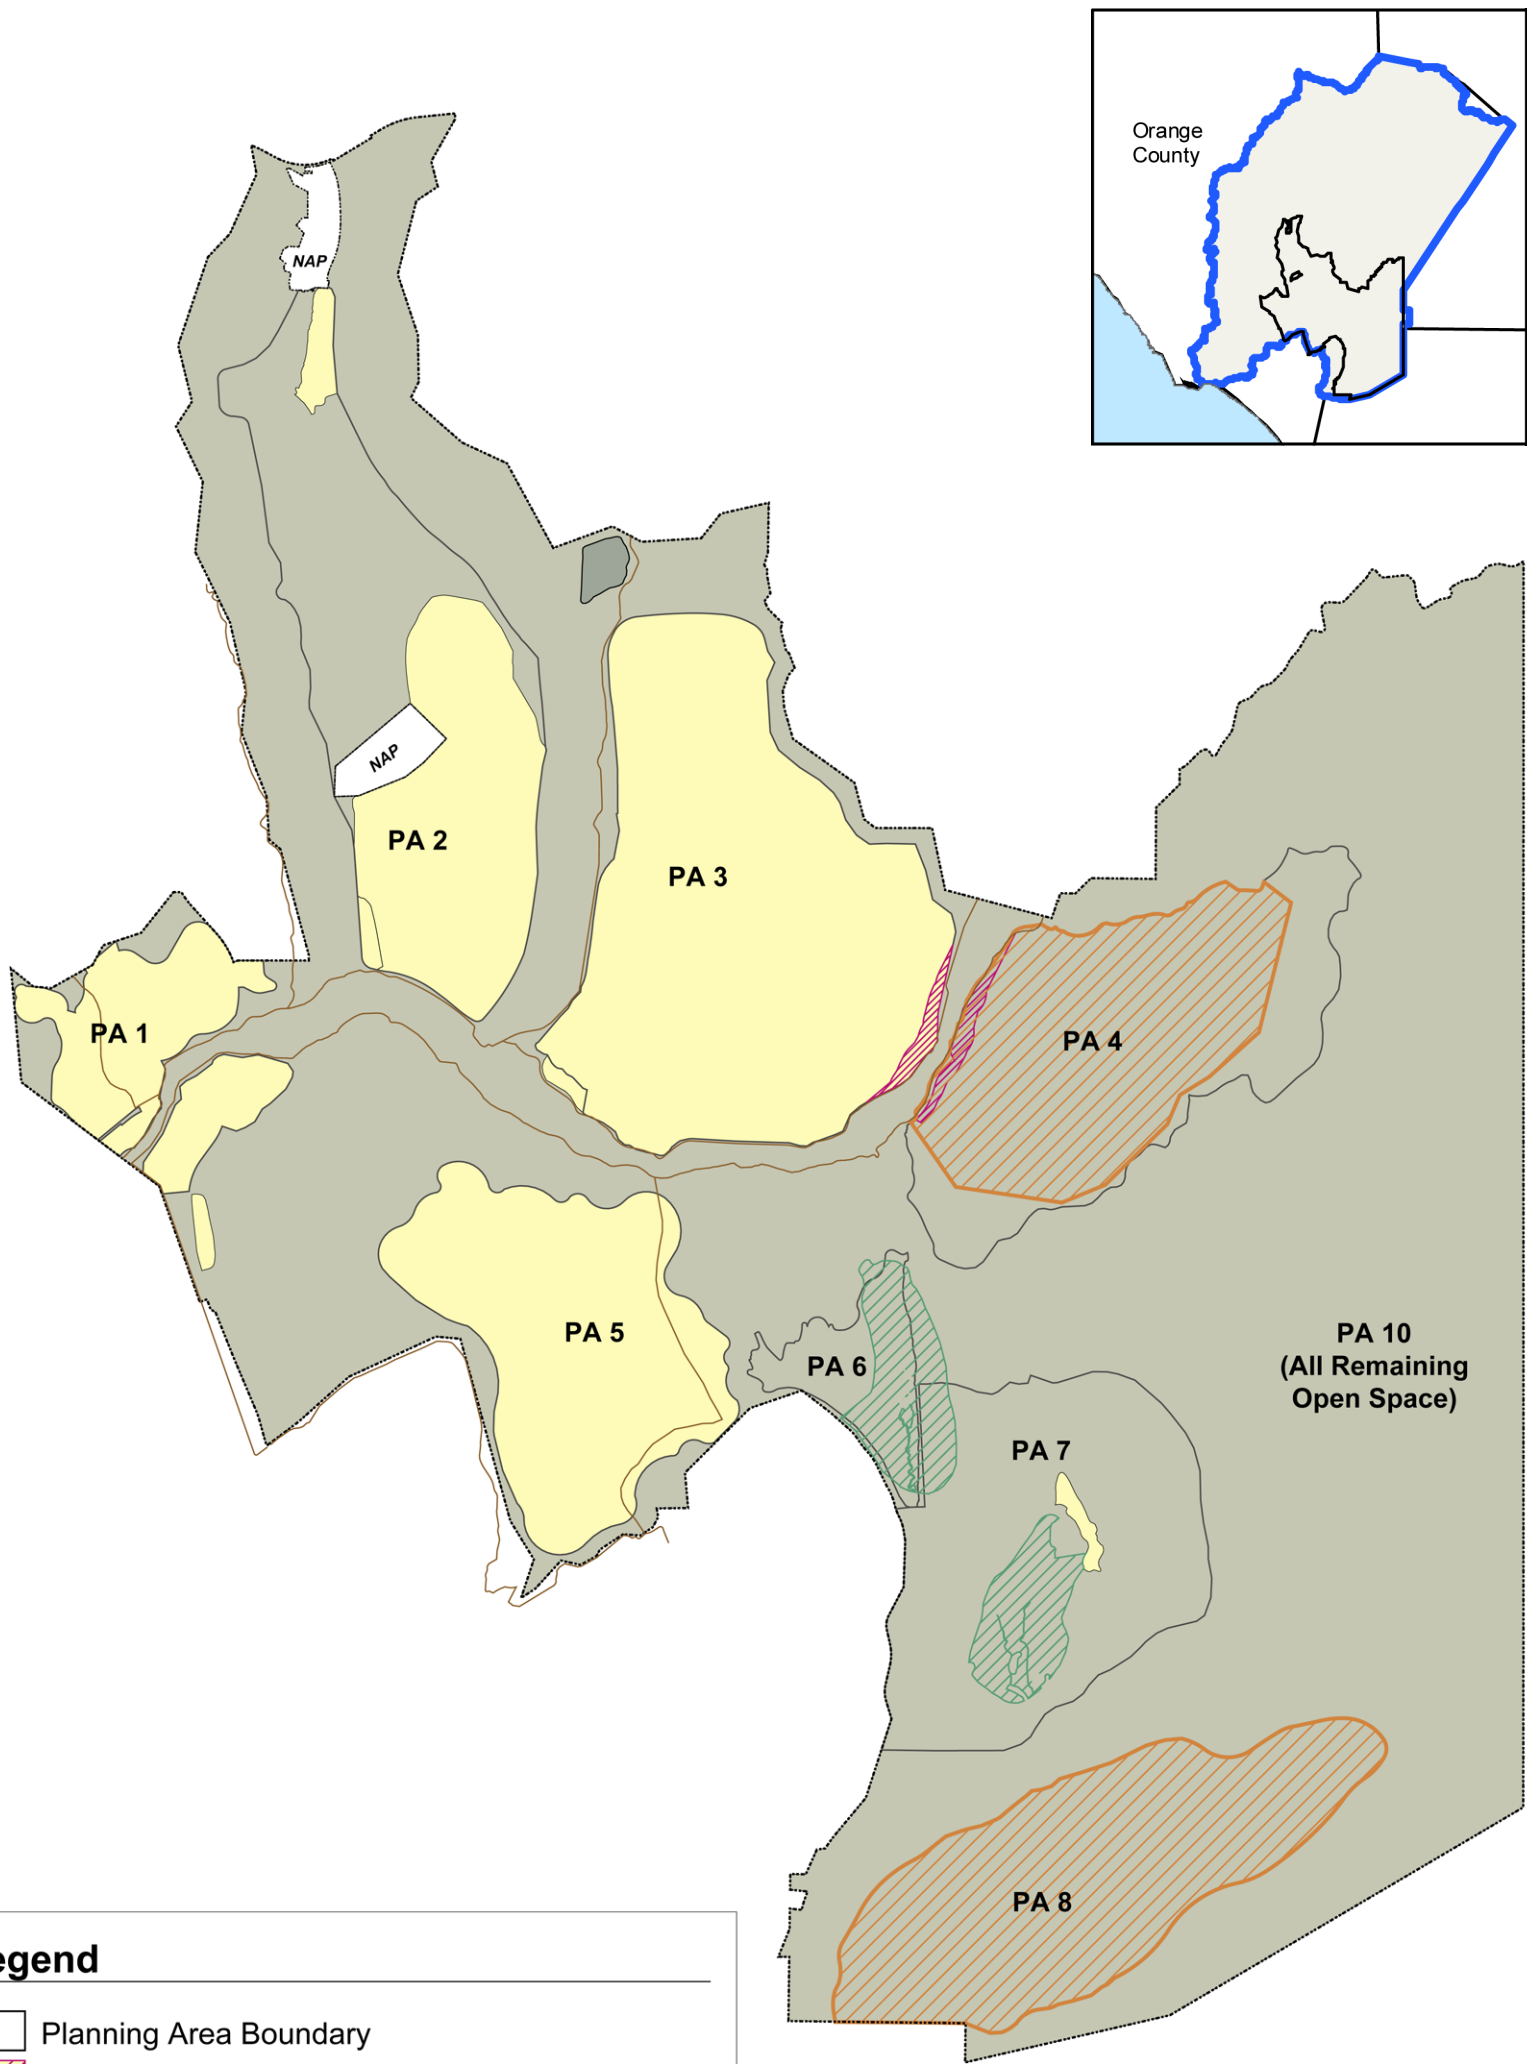 Orange
County
NAP
NAP
PA 2
PA 3
PA 1
PA 4
PA 5
PA 6
PA 10
(All Remaining
Open Space)
PA 7
PA 8
egend
Planning Area Boundary